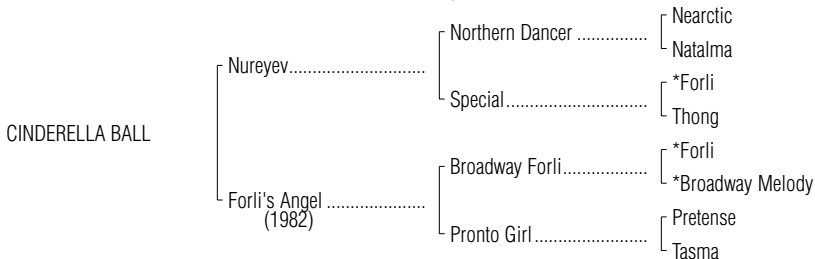 Nearctic
Northern Dancer ...............
Natalma
Nureyev.............................
*Forli
Special..............................
Thong
CINDERELLA BALL
*Forli
Broadway Forli..................
*Broadway Melody
Forli's Angel .....................
(1982)
Pretense
Pronto Girl........................
Tasma